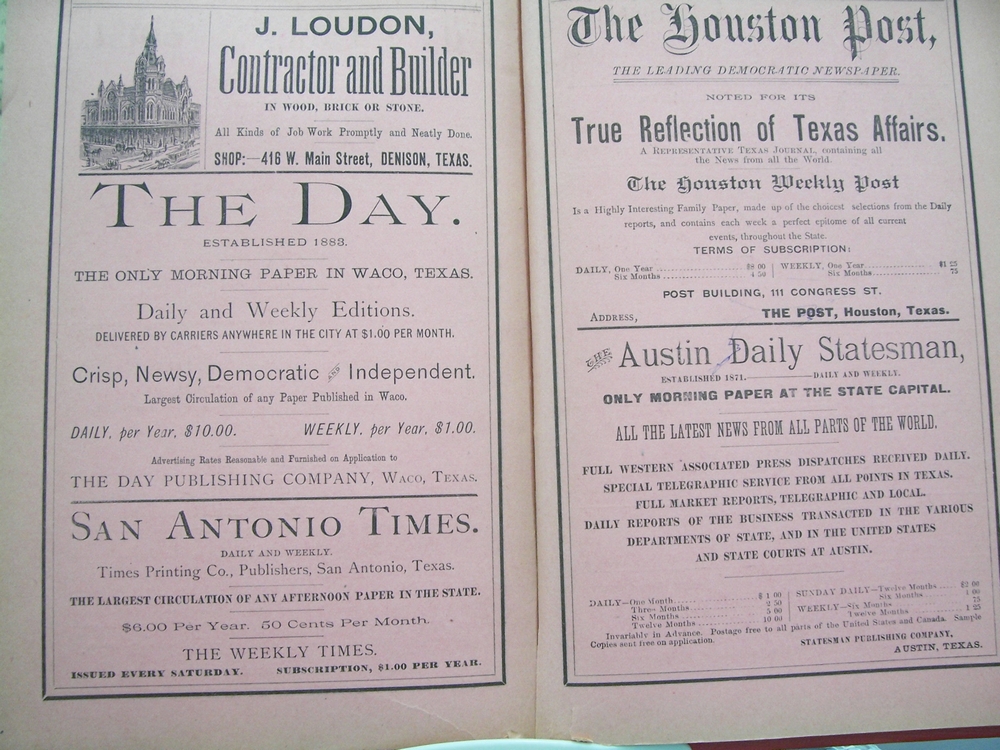 J. LOUDON,
Contractor and Builder
IN WOOD, BRICK OR STONE.
All Kinds of Job Work Promptly and Neatly Done.
SHOP:—416 W. Main Street, DENISON, TEXAS.
THE DAY.
ESTABLISHED 1883.
THE ONLY MORNING PAPER IN WACO, TEXAS.
Daily and Weekly Editions.
DELIVERED BY CARRIERS ANYWHERE IN THE CITY AT $1.00 PER MONTH.
Crisp, Newsy, Democratic AND Independent.
Largest Circulation of any Paper Published in Waco.
DAILY, per Year, $10.00. WEEKLY, per Year, $1.00.
Advertising Rates Reasonable and Furnished on Application to
THE DAY PUBLISHING COMPANY, WACO, TEXAS.
SAN ANTONIO TIMES.
DAILY AND WEEKLY.
Times Printing Co., Publishers, San Antonio, Texas.
THE LARGEST CIRCULATION OF ANY AFTERNOON PAPER IN THE STATE.
$6.00 Per Year. 50 Cents Per Month.
THE WEEKLY TIMES.
ISSUED EVERY SATURDAY. SUBSCRIPTION, $1.00 PER YEAR.
The Houston Post,
THE LEADING DEMOCRATIC NEWSPAPER.
NOTED FOR ITS
True Reflection of Texas Affairs.
A REPRESENTATIVE TEXAS JOURNAL, containing all
the News from all the World.
The Houston Weekly Post
Is a Highly Interesting Family Paper, made up of the choicest selections from the Daily
reports, and contains each week a perfect epitome of all current
events, throughout the State.
TERMS OF SUBSCRIPTION:
DAILY, One Year $8 00 | WEEKLY, One Year $1 25
Six Months 4 50 | Six Months 75
POST BUILDING, 111 CONGRESS ST.
ADDRESS, THE POST, Houston, Texas.
THE Austin Daily Statesman,
ESTABLISHED 1871. DAILY AND WEEKLY.
ONLY MORNING PAPER AT THE STATE CAPITAL.
ALL THE LATEST NEWS FROM ALL PARTS OF THE WORLD.
FULL WESTERN ASSOCIATED PRESS DISPATCHES RECEIVED DAILY.
SPECIAL TELEGRAPHIC SERVICE FROM ALL POINTS IN TEXAS.
FULL MARKET REPORTS, TELEGRAPHIC AND LOCAL.
DAILY REPORTS OF THE BUSINESS TRANSACTED IN THE VARIOUS
DEPARTMENTS OF STATE, AND IN THE UNITED STATES
AND STATE COURTS AT AUSTIN.
DAILY—One Month $ 1 00
Three Months 2 50
Six Months 5 00
Twelve Months 10 00
SUNDAY DAILY—Twelve Months $2 00
Six Months 1 00
WEEKLY—Six Months 75
Twelve Months 1 25
Invariably in Advance. Postage free to all parts of the United States and Canada. Sample
Copies sent free on application.
STATESMAN PUBLISHING COMPANY,
AUSTIN, TEXAS.